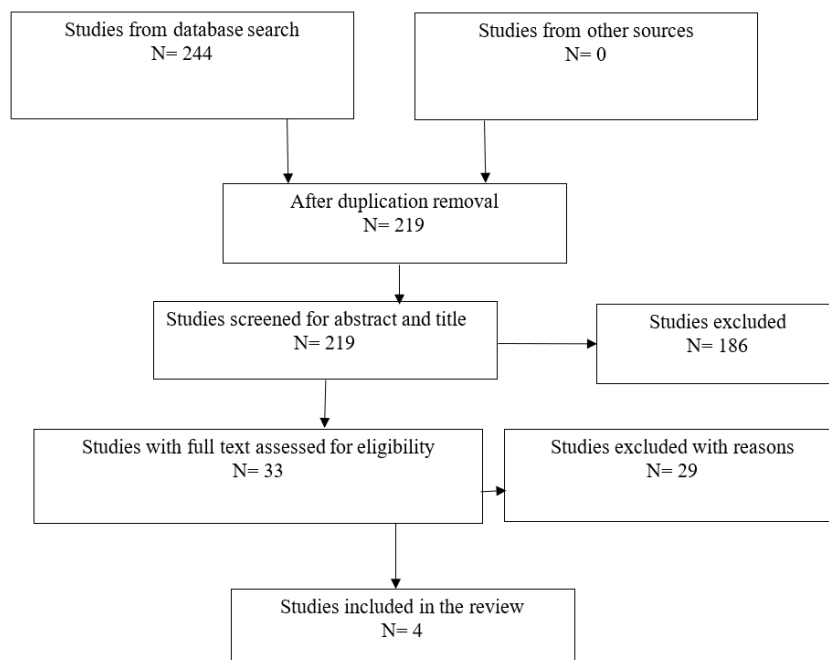 Studies from database search
N= 244
Studies from other sources
N= 0
After duplication removal
N= 219
Studies screened for abstract and title
N= 219
Studies excluded
N= 186
Studies with full text assessed for eligibility
N= 33
Studies excluded with reasons
N= 29
Studies included in the review
N= 4